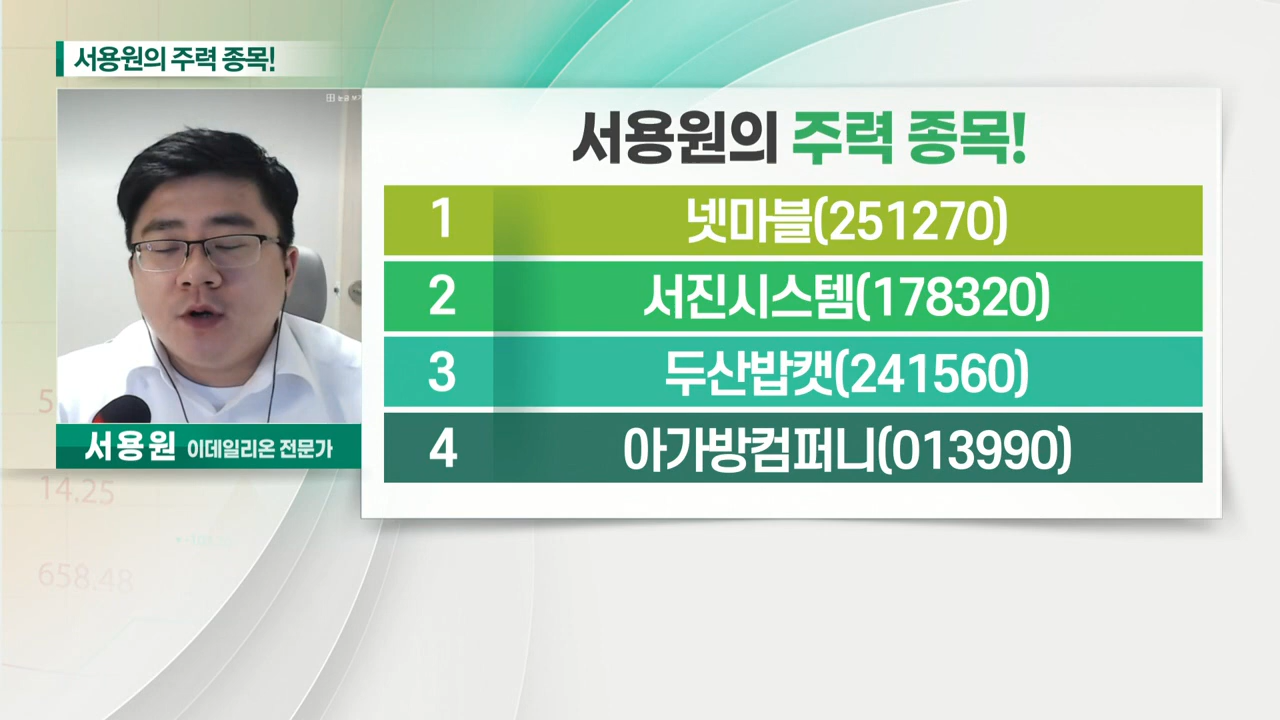 서용원의 주력 종목!
서용원의 주력 종목!
1 넷마블(251270)
2 서진시스템(178320)
3 두산밥캣(241560)
4 아가방컴퍼니(013990)
서용원 이데일리온 전문가
14.25
658.48